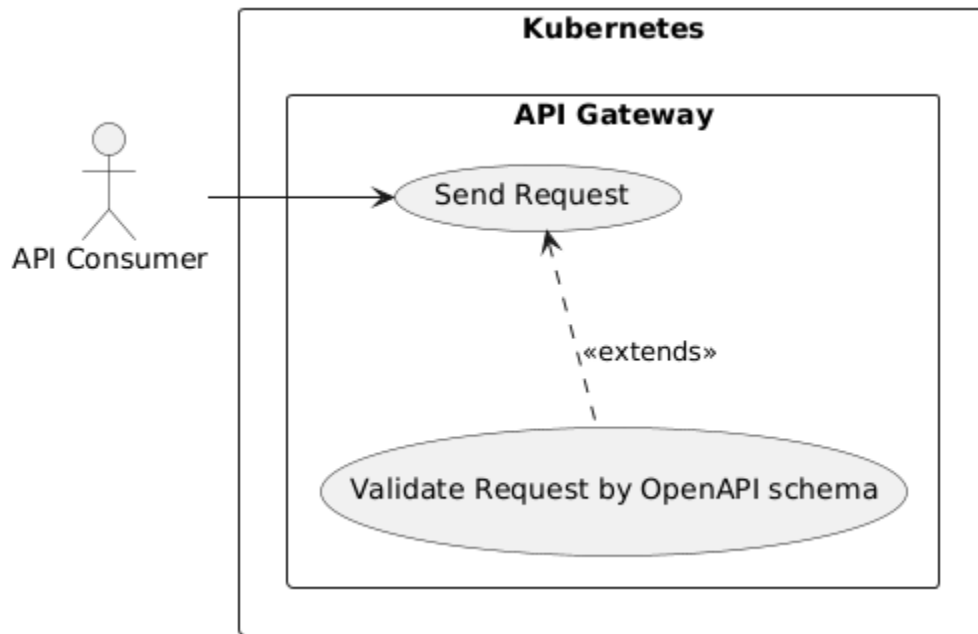 Kubernetes
API Gateway
Send Request
API Consumer
«extends»
Validate Request by OpenAPI schema